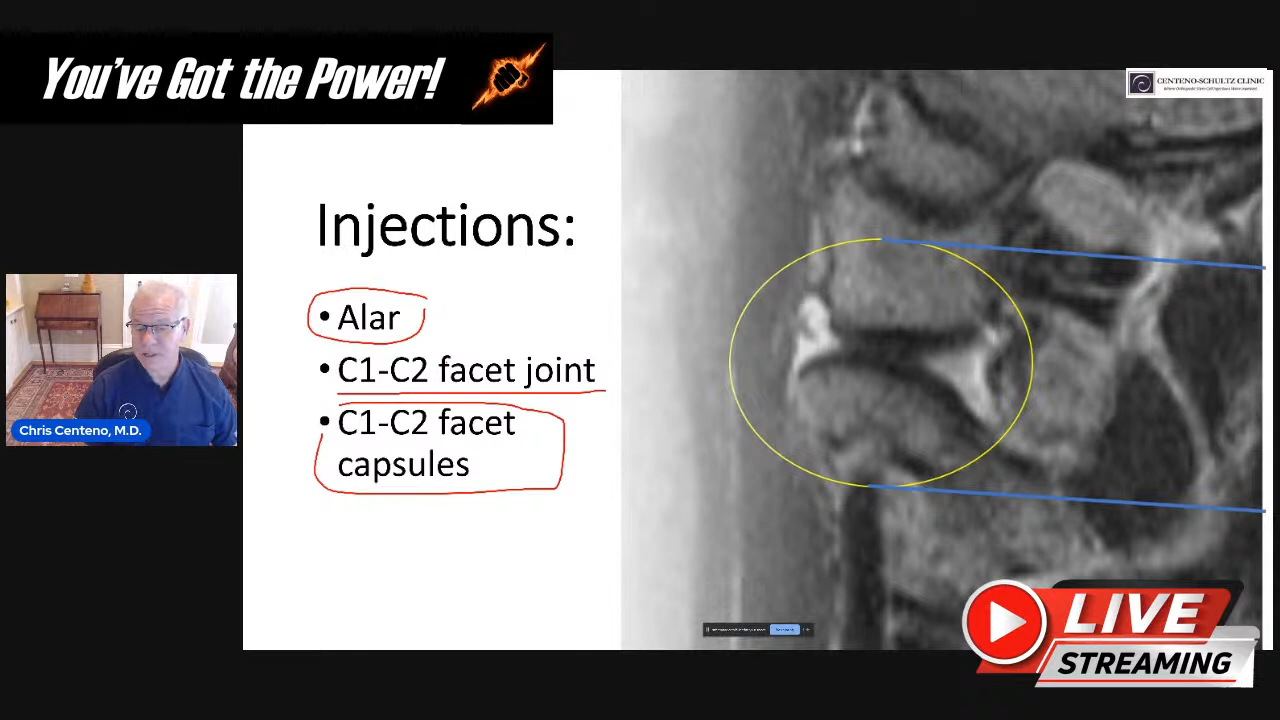 You've Got the Power!
CENTENO-SCHULTZ CLINIC
Injections:
• Alar
• C1-C2 facet joint
• C1-C2 facet
capsules
Chris Centeno, M.D.
LIVE
STREAMING